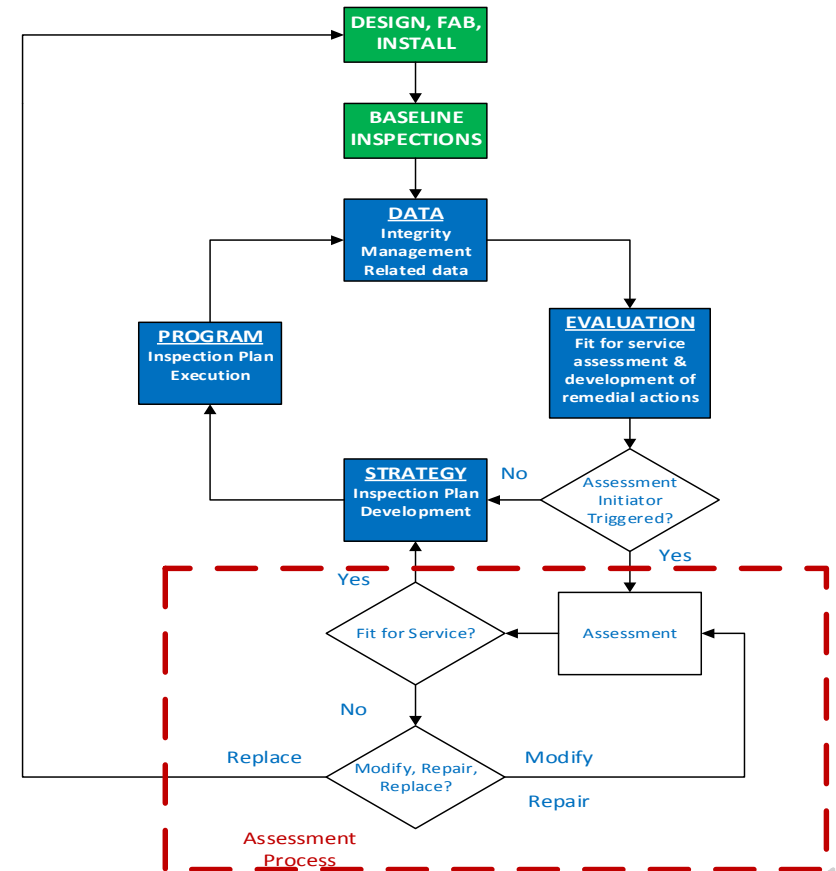 DESIGN, FAB,
INSTALL
BASELINE
INSPECTIONS
DATA
Integrity
Management
Related data
PROGRAM
Inspection Plan
Execution
EVALUATION
Fit for service
assessment &
development of
remedial actions
STRATEGY
Inspection Plan
Development
No
Assessment
Initiator
Triggered?
Yes
Yes
Fit for Service?
Assessment
No
Replace
Modify, Repair,
Replace?
Modify
Repair
Assessment
Process